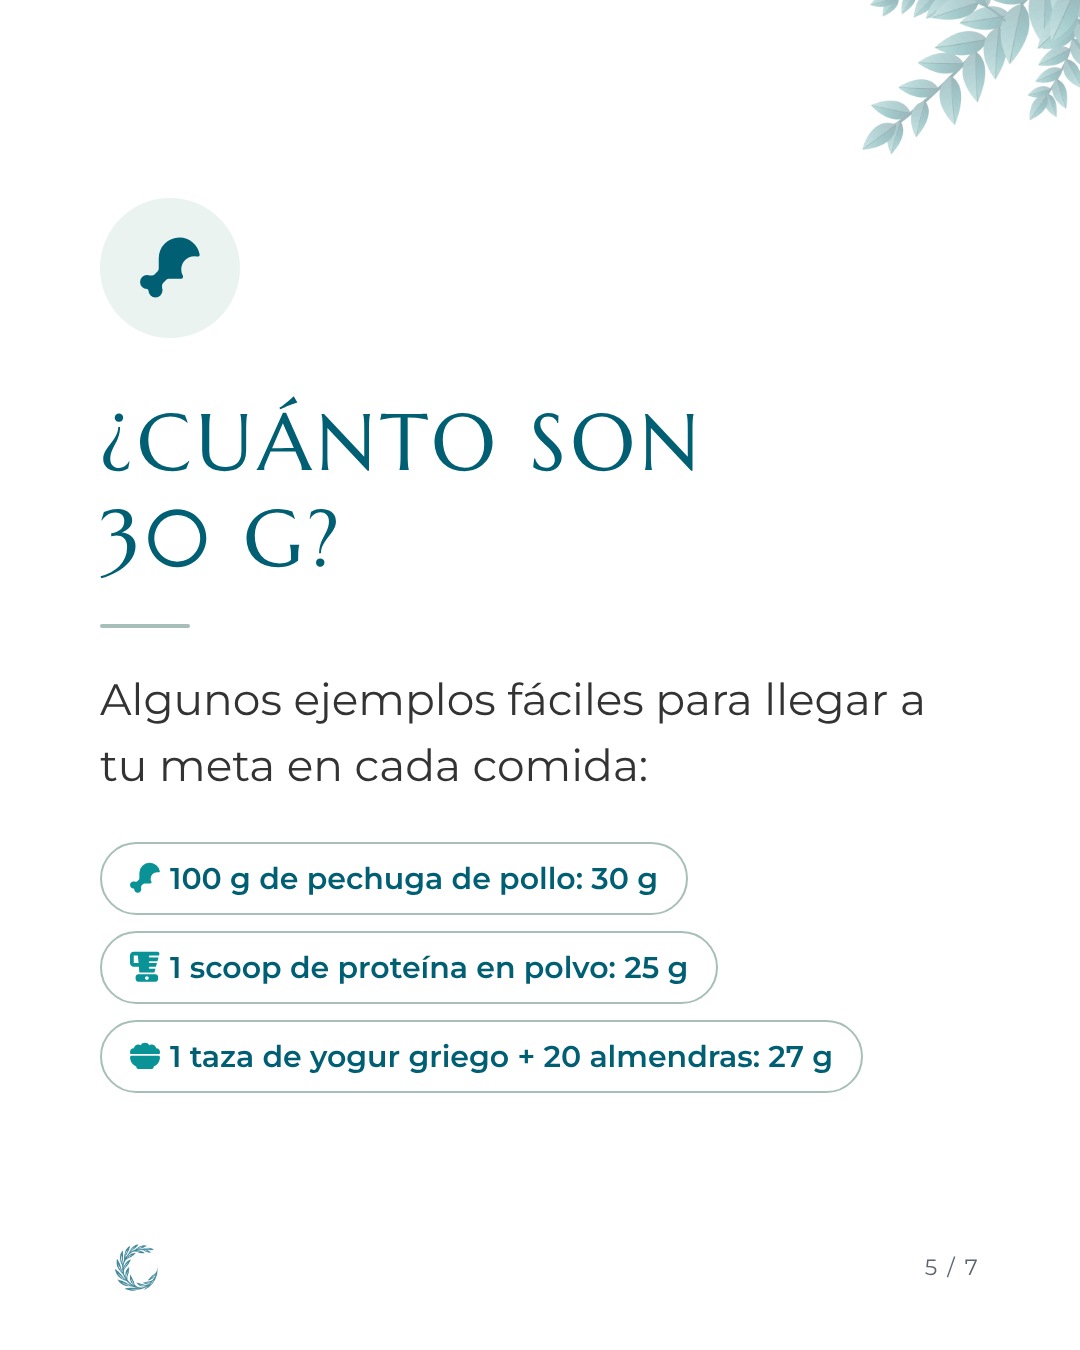 ¿CUÁNTO SON
30 G?
Algunos ejemplos fáciles para llegar a
tu meta en cada comida:
100 g de pechuga de pollo: 30 g
1 scoop de proteína en polvo: 25 g
1 taza de yogur griego + 20 almendras: 27 g
5 / 7